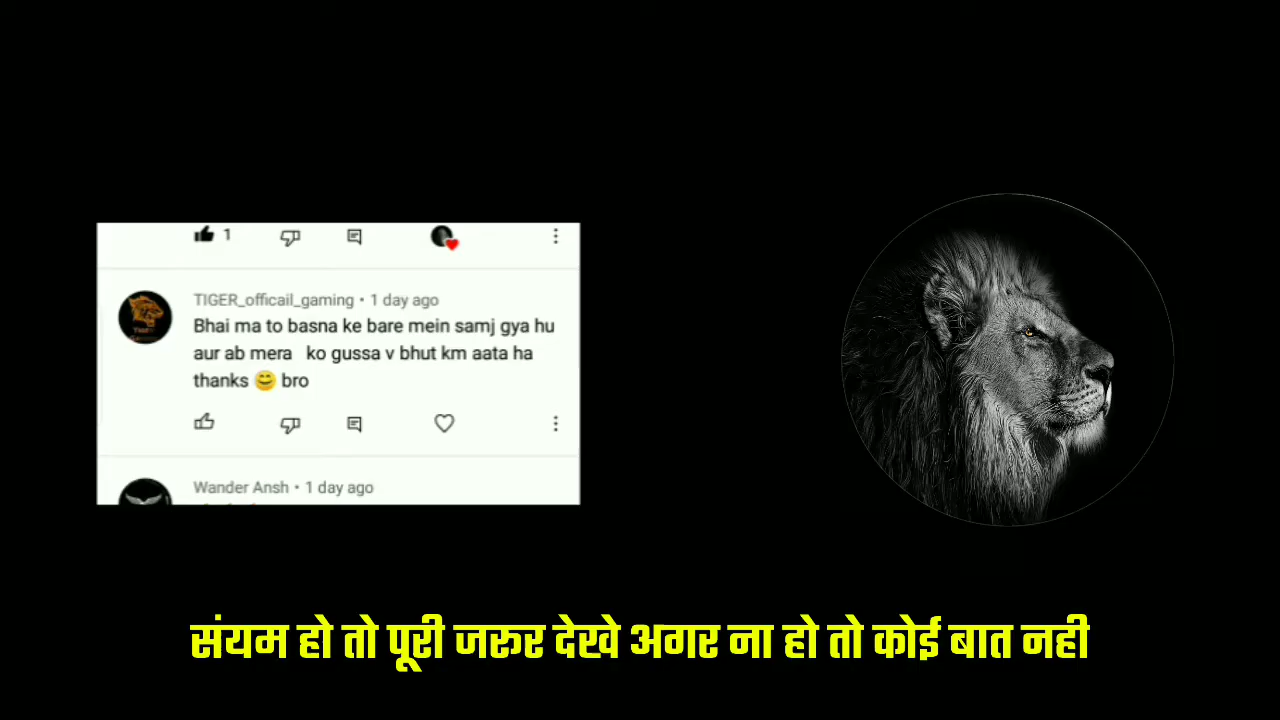 1
TIGER_officail_gaming • 1 day ago
Bhai ma to basna ke bare mein samj gya hu
aur ab mera ko gussa v bhut km aata ha
thanks 😊 bro
Wander Ansh • 1 day ago
संयम हो तो पूरी जरूर देखे अगर ना हो तो कोई बात नही